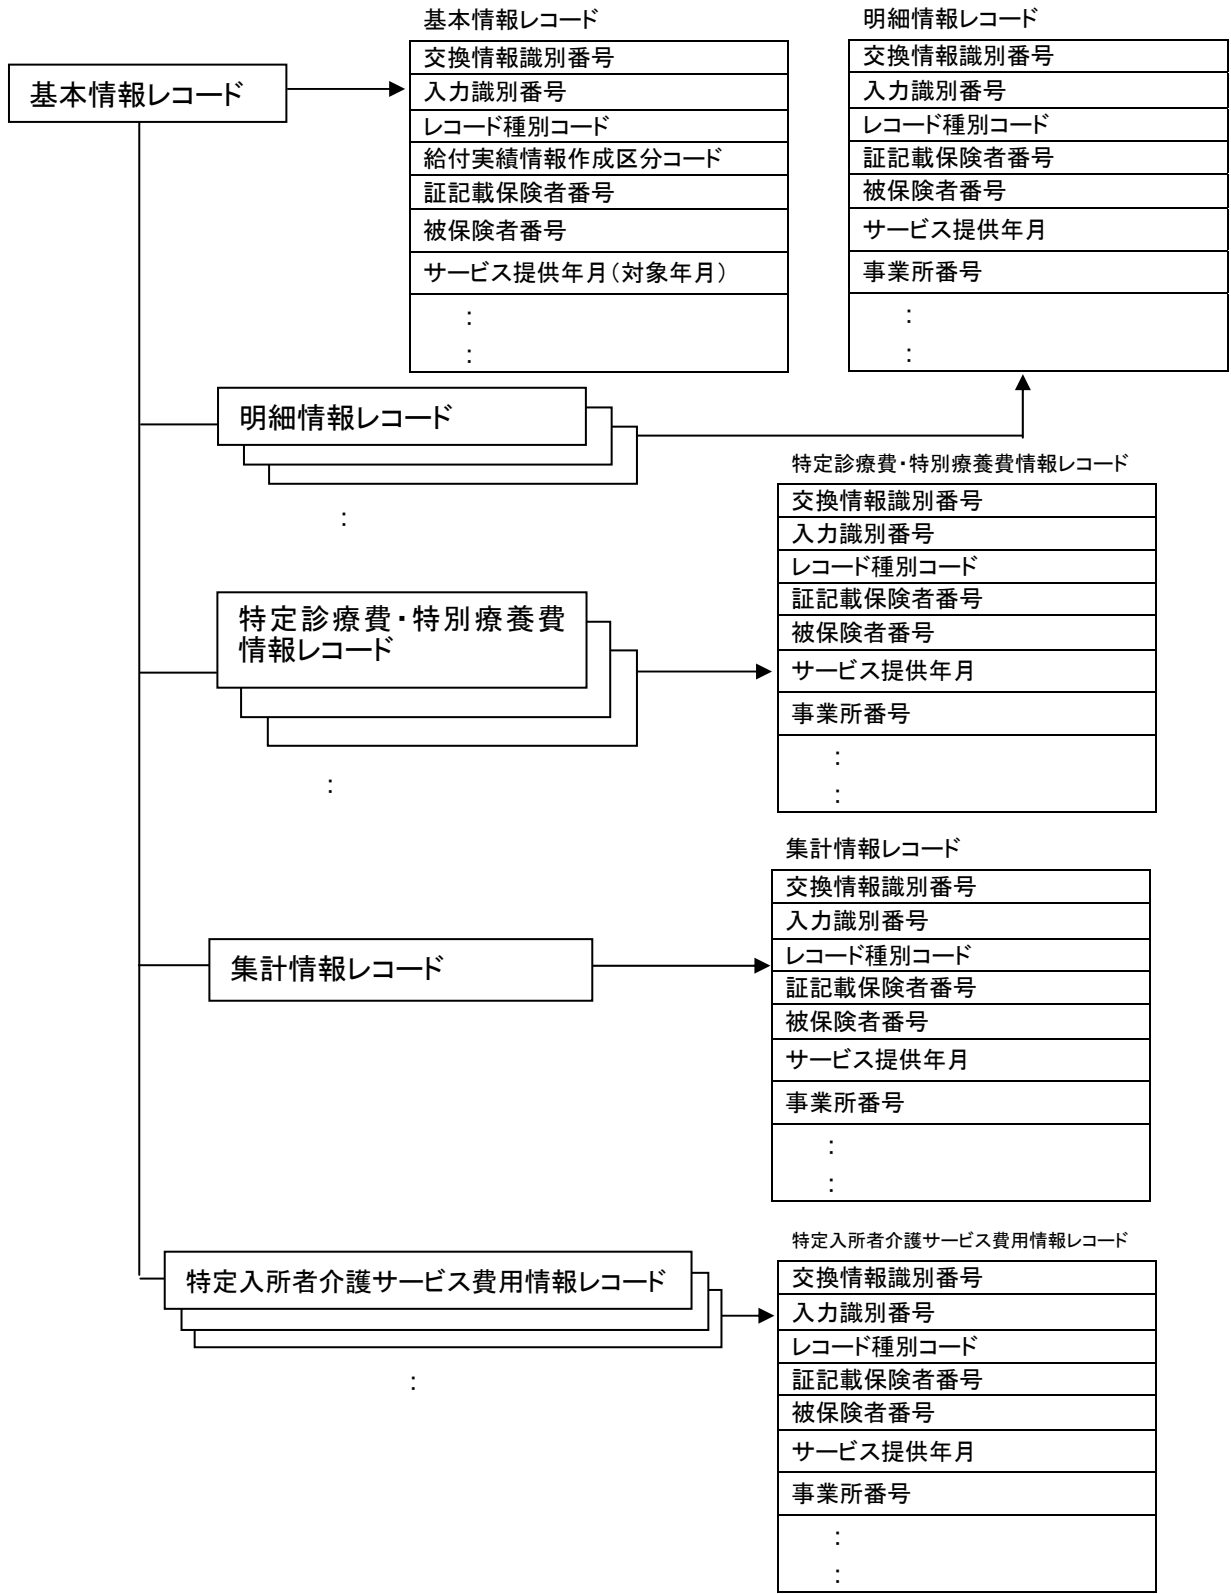 基本情報レコード
基本情報レコード
交換情報識別番号
入力識別番号
レコード種別コード
給付実績情報作成区分コード
証記載保険者番号
被保険者番号
サービス提供年月(対象年月)
:
:
明細情報レコード
交換情報識別番号
入力識別番号
レコード種別コード
証記載保険者番号
被保険者番号
サービス提供年月
事業所番号
:
:
明細情報レコード
:
特定診療費・特別療養費情報レコード
交換情報識別番号
入力識別番号
レコード種別コード
証記載保険者番号
被保険者番号
サービス提供年月
事業所番号
:
:
特定診療費・特別療養費
情報レコード
:
集計情報レコード
交換情報識別番号
入力識別番号
レコード種別コード
証記載保険者番号
被保険者番号
サービス提供年月
事業所番号
:
:
集計情報レコード
特定入所者介護サービス費用情報レコード
交換情報識別番号
入力識別番号
レコード種別コード
証記載保険者番号
被保険者番号
サービス提供年月
事業所番号
:
:
特定入所者介護サービス費用情報レコード
: